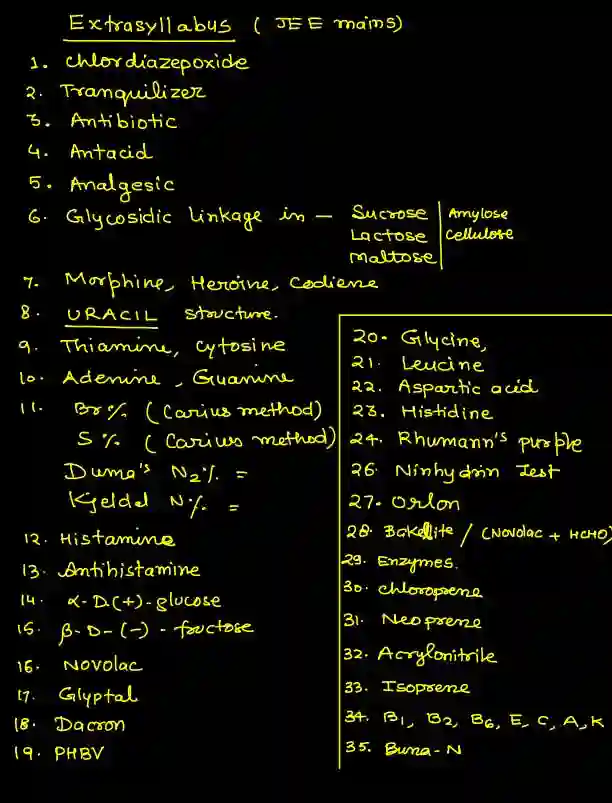 Extrasyllabus ( JEE mains)
1. chlordiazepoxide
2. Tranquilizer
3. Antibiotic
4. Antacid
5. Analgesic
6. Glycosidic linkage in — Sucrose | Amylose
Lactose | Cellulose
maltose
7. Morphine, Heroine, Codiene
8. URACIL structure.
9. Thiamine, cytosine
10. Adenine, Guanine
11. Br % (Carius method)
S % (Carius method)
Duma's N₂ % =
Kjeldal N % =
12. Histamine
13. Antihistamine
14. α-D(+)-glucose
15. β-D-(-)-fructose
16. NOVOLAC
17. Glyptal
18. Dacron
19. PHBV
20. Glycine,
21. Leucine
22. Aspartic acid
23. Histidine
24. Rhumann's purple
26. Ninhydrin Test
27. Orlon
28. Bakelite / (Novolac + HCHO)
29. Enzymes.
30. chloroprene
31. Neoprene
32. Acrylonitrile
33. Isoprene
34. B₁, B₂, B₆, E, C, A, K
35. Buna-N